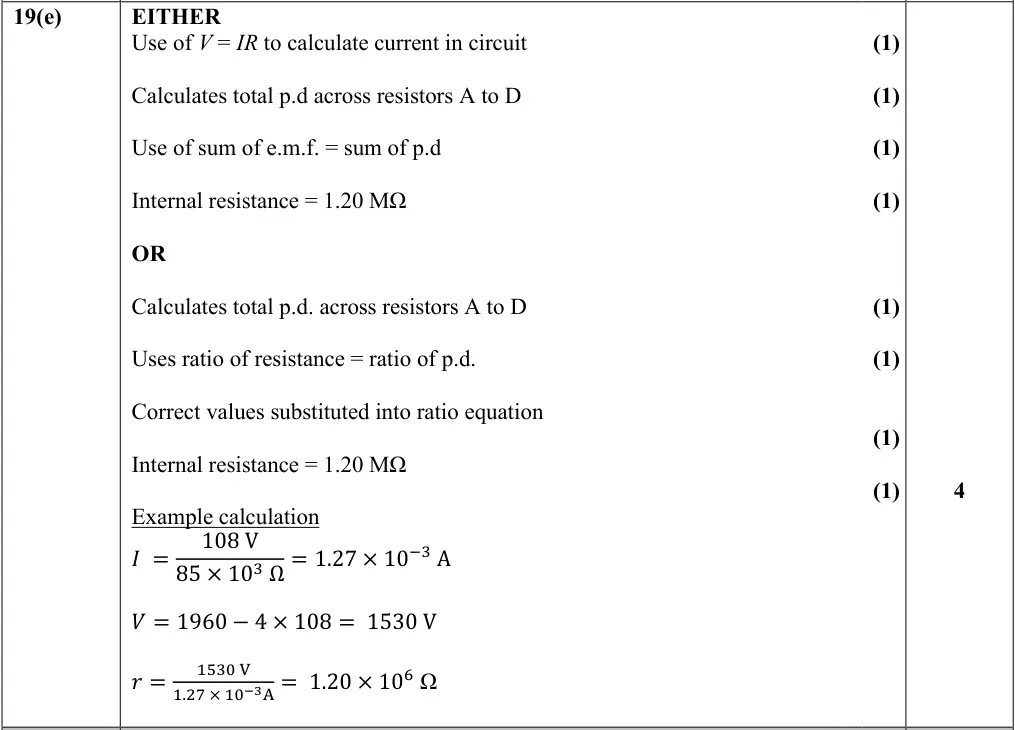 19(e) EITHER
Use of V = IR to calculate current in circuit (1)
Calculates total p.d across resistors A to D (1)
Use of sum of e.m.f. = sum of p.d (1)
Internal resistance = 1.20 MΩ (1)
OR
Calculates total p.d. across resistors A to D (1)
Uses ratio of resistance = ratio of p.d. (1)
Correct values substituted into ratio equation
(1)
Internal resistance = 1.20 MΩ
(1) 4
Example calculation
I = 108 V / 85 × 10³ Ω = 1.27 × 10⁻³ A
V = 1960 − 4 × 108 = 1530 V
r = 1530 V / 1.27 × 10⁻³A = 1.20 × 10⁶ Ω